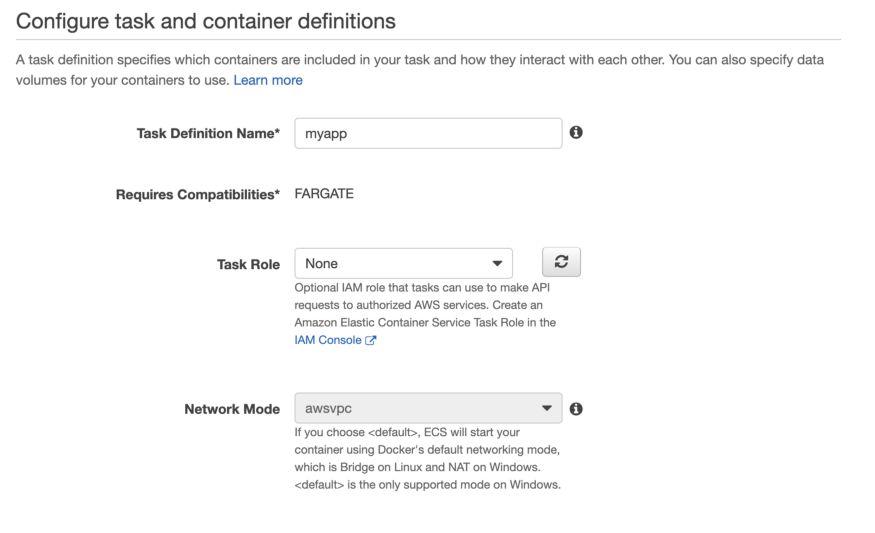 Configure task and container definitions
A task definition specifies which containers are included in your task and how they interact with each other. You can also specify data
volumes for your containers to use. Learn more
Task Definition Name* myapp
Requires Compatibilities* FARGATE
Task Role None
Optional IAM role that tasks can use to make API
requests to authorized AWS services. Create an
Amazon Elastic Container Service Task Role in the
IAM Console
Network Mode awsvpc
If you choose <default>, ECS will start your
container using Docker's default networking mode,
which is Bridge on Linux and NAT on Windows.
<default> is the only supported mode on Windows.